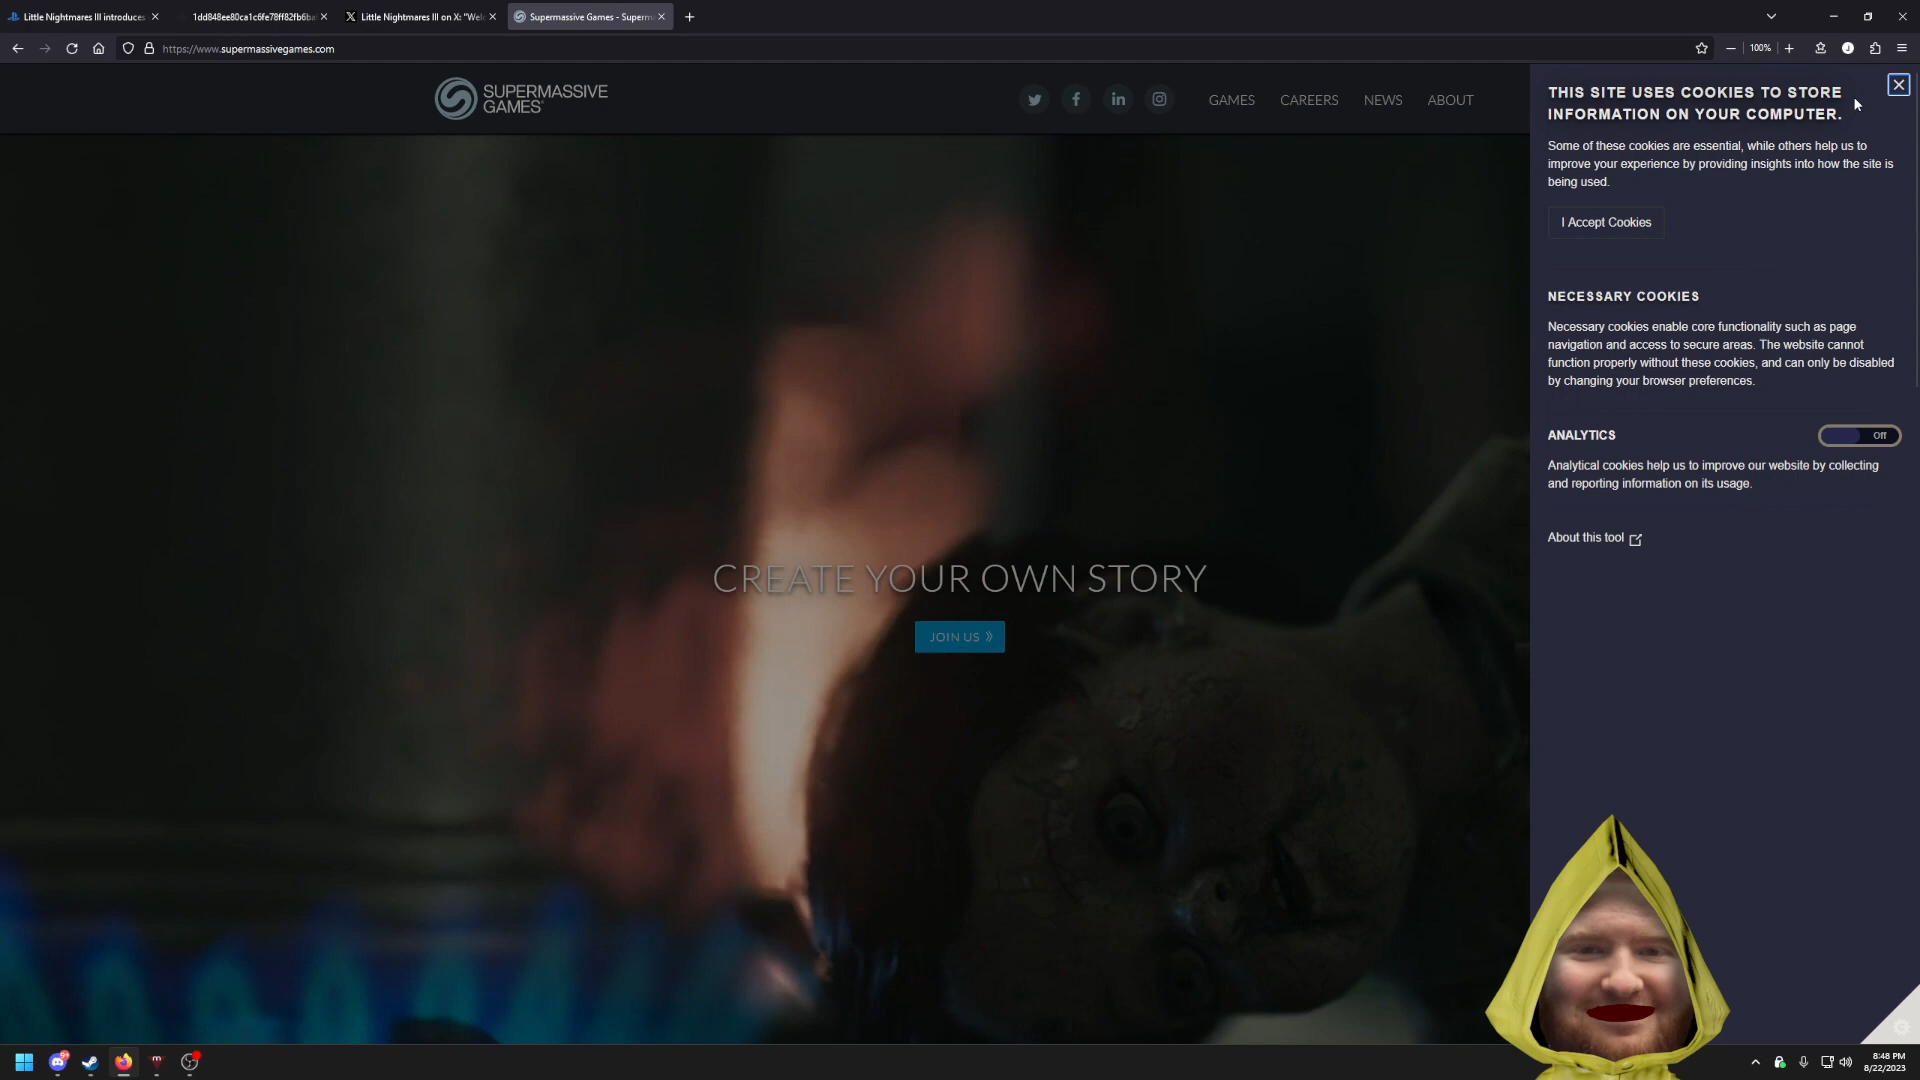 Little Nightmares III introduces
1dd848ee80ca1c6fe78ff82fb6ba
Little Nightmares III on X: "Welc
Supermassive Games - Superm
https://www.supermassivegames.com
100%
SUPERMASSIVE
GAMES
GAMES CAREERS NEWS ABOUT
THIS SITE USES COOKIES TO STORE
INFORMATION ON YOUR COMPUTER.
Some of these cookies are essential, while others help us to
improve your experience by providing insights into how the site is
being used.
I Accept Cookies
NECESSARY COOKIES
Necessary cookies enable core functionality such as page
navigation and access to secure areas. The website cannot
function properly without these cookies, and can only be disabled
by changing your browser preferences.
ANALYTICS
Off
Analytical cookies help us to improve our website by collecting
and reporting information on its usage.
About this tool
CREATE YOUR OWN STORY
JOIN US »
8:48 PM
8/22/2023